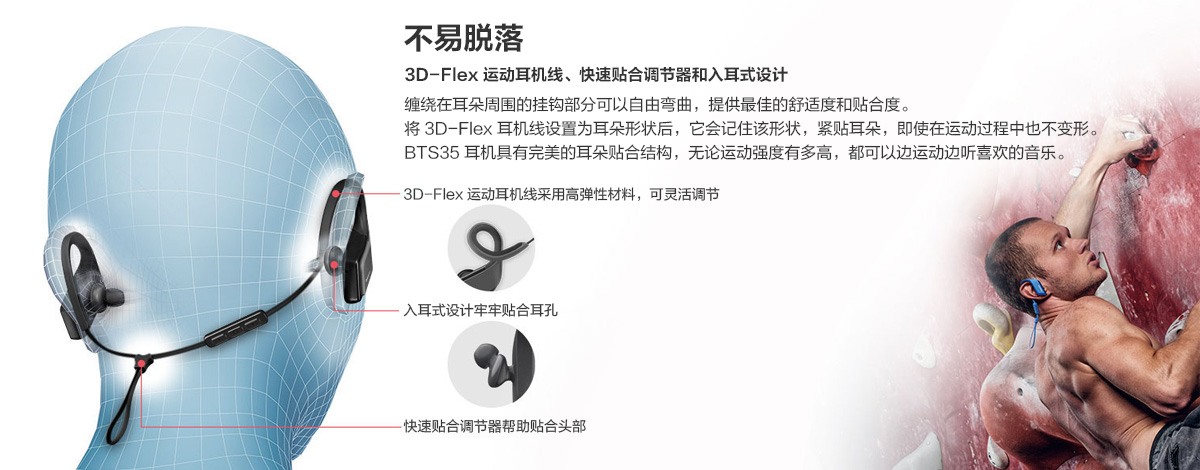 不易脱落
3D-Flex 运动耳机线、快速贴合调节器和入耳式设计
缠绕在耳朵周围的挂钩部分可以自由弯曲，提供最佳的舒适度和贴合度。
将 3D-Flex 耳机线设置为耳朵形状后，它会记住该形状，紧贴耳朵，即使在运动过程中也不变形。
BTS35 耳机具有完美的耳朵贴合结构，无论运动强度有多高，都可以边运动边听喜欢的音乐。
3D-Flex 运动耳机线采用高弹性材料，可灵活调节
入耳式设计牢牢贴合耳孔
快速贴合调节器帮助贴合头部